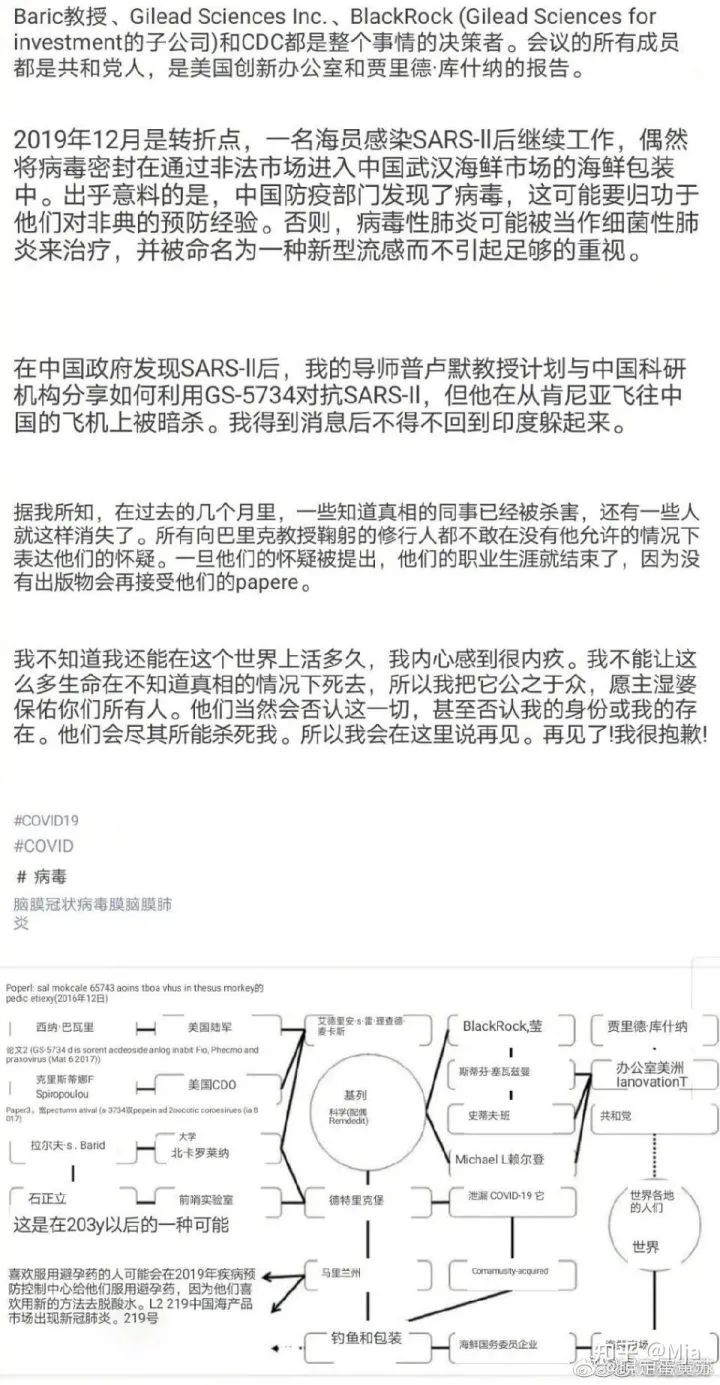 Baric教授、Gilead Sciences Inc.、BlackRock (Gilead Sciences for
investment的子公司)和CDC都是整个事情的决策者。会议的所有成员
都是共和党人，是美国创新办公室和贾里德·库什纳的报告。
2019年12月是转折点，一名海员感染SARS-II后继续工作，偶然
将病毒密封在通过非法市场进入中国武汉海鲜市场的海鲜包装
中。出乎意料的是，中国防疫部门发现了病毒，这可能要归功于
他们对非典的预防经验。否则，病毒性肺炎可能被当作细菌性肺
炎来治疗，并被命名为一种新型流感而不引起足够的重视。
在中国政府发现SARS-II后，我的导师普卢默教授计划与中国科研
机构分享如何利用GS-5734对抗SARS-II，但他在从肯尼亚飞往中
国的飞机上被暗杀。我得到消息后不得不回到印度躲起来。
据我所知，在过去的几个月里，一些知道真相的同事已经被杀害，还有一些人
就这样消失了。所有向巴里克教授鞠躬的修行人都不敢在没有他允许的情况下
表达他们的怀疑。一旦他们的怀疑被提出，他们的职业生涯就结束了，因为没
有出版物会再接受他们的papere。
我不知道我还能在这个世界上活多久，我内心感到很内疚。我不能让这
么多生命在不知道真相的情况下死去，所以我把它公之于众，愿主湿婆
保佑你们所有人。他们当然会否认这一切，甚至否认我的身份或我的存
在。他们会尽其所能杀死我。所以我会在这里说再见。再见了!我很抱歉!
#COVID19
#COVID
# 病毒
脑膜冠状病毒膜脑膜肺
炎
Poperl: sal mokcale 65743 aoins tboa vhus in thesus morkey的
pedic etiexy(2016年12日)
西纳·巴瓦里
美国陆军
艾德里安·s·雷·理查德·
麦卡斯
BlackRock,莹
贾里德·库什纳
论文2 (GS-5734 d is sorent acdeoside anlog inabit Fio, Phecmo and
praxovirus (Mat 6 2017))
克里斯蒂娜F
Spiropoulou
美国CDO
基列
科学(配偶
Remdedit)
斯蒂芬·塞瓦兹曼
办公室美洲
IanovationT
史蒂夫·班
共和党
拉尔夫·s . Barid
大学
北卡罗莱纳
Michael L赖尔登
石正立
前哨实验室
德特里克堡
泄漏 COVID-19 它
世界各地
的人们
世界
这是在203y以后的一种可能
喜欢服用避孕药的人可能会在2019年疾病预
防控制中心给他们服用避孕药，因为他们喜
欢用新的方法去脱酸水。L2 219中国海产品
市场出现新冠肺炎。219号
马里兰州
Comamusty-acquired
钓鱼和包装
海鲜国务委员企业
知乎 @Mia